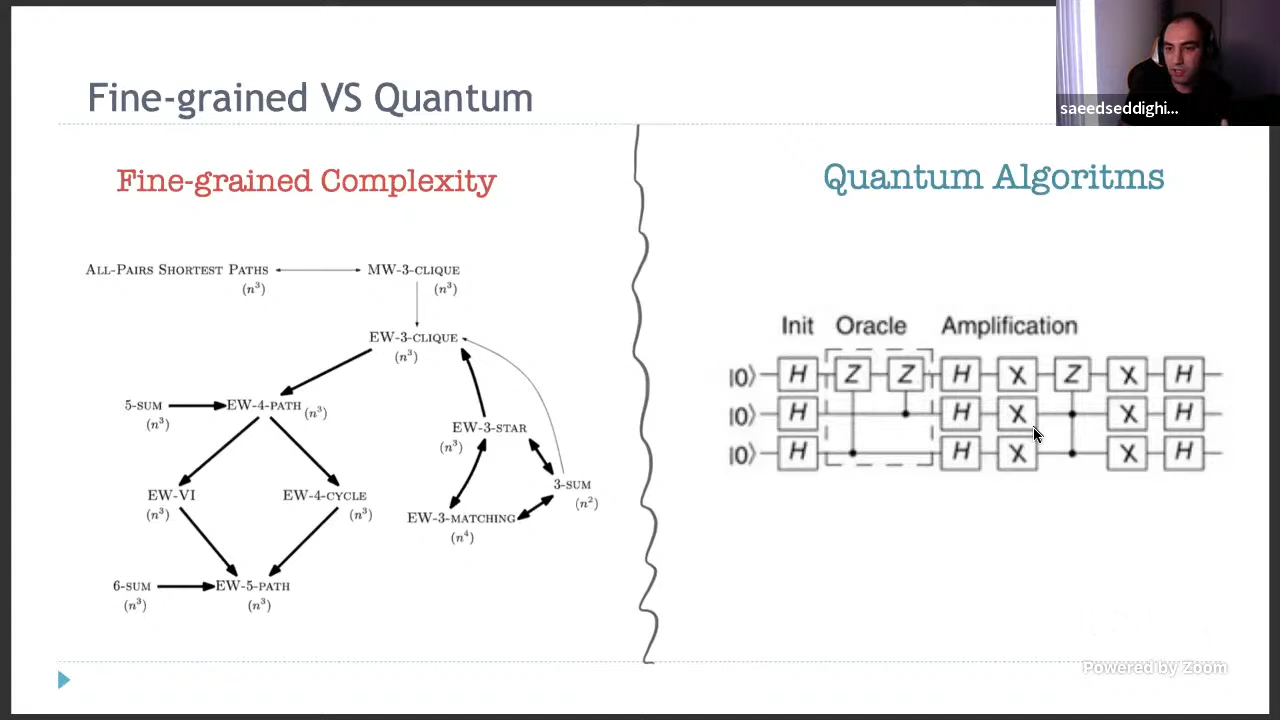 saeedseddighi...
Fine-grained VS Quantum
Fine-grained Complexity
ALL-PAIRS SHORTEST PATHS
(n³)
MW-3-CLIQUE
(n³)
EW-3-CLIQUE
(n³)
5-SUM
(n³)
EW-4-PATH (n³)
EW-3-STAR
(n³)
3-SUM
(n²)
EW-VI
(n³)
EW-4-CYCLE
(n³)
EW-3-MATCHING
(n⁴)
6-SUM
(n³)
EW-5-PATH
(n³)
Quantum Algoritms
Init Oracle Amplification
|0⟩ H Z Z H X Z X H
|0⟩ H H X X H
|0⟩ H H X X H
Powered by Zoom